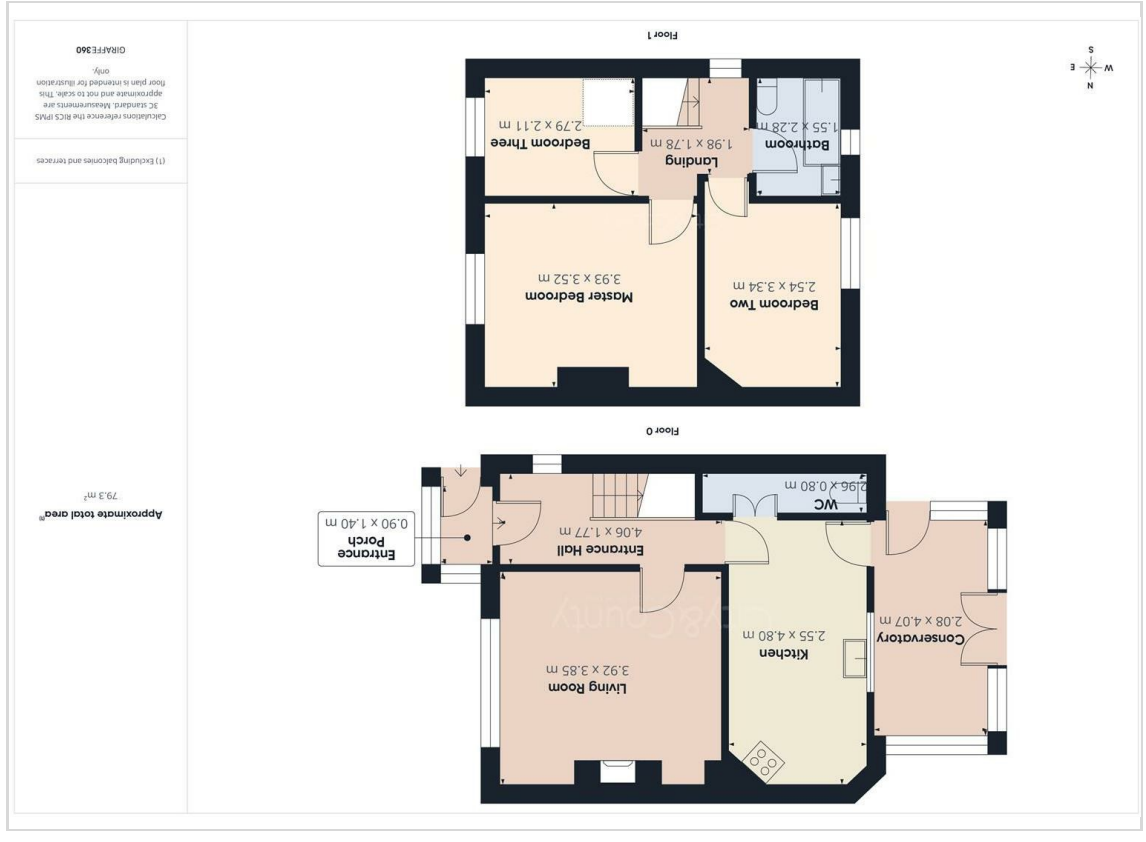 Floor 0
Conservatory
2.08 x 4.07 m
Kitchen
2.55 x 4.80 m
Living Room
3.92 x 3.85 m
WC
2.96 x 0.80 m
Entrance Hall
4.06 x 1.77 m
Entrance
Porch
0.90 x 1.40 m
City&County
Floor 1
Bedroom Two
2.54 x 3.34 m
Master Bedroom
3.93 x 3.52 m
Bathroom
1.55 x 2.28 m
Landing
1.98 x 1.78 m
Bedroom Three
2.79 x 2.11 m
N
W
E
S
Approximate total area⁽¹⁾
79.3 m²
(1) Excluding balconies and terraces
Calculations reference the RICS IPMS
3C standard. Measurements are
approximate and not to scale. This
floor plan is intended for illustration
only.
GIRAFFE360